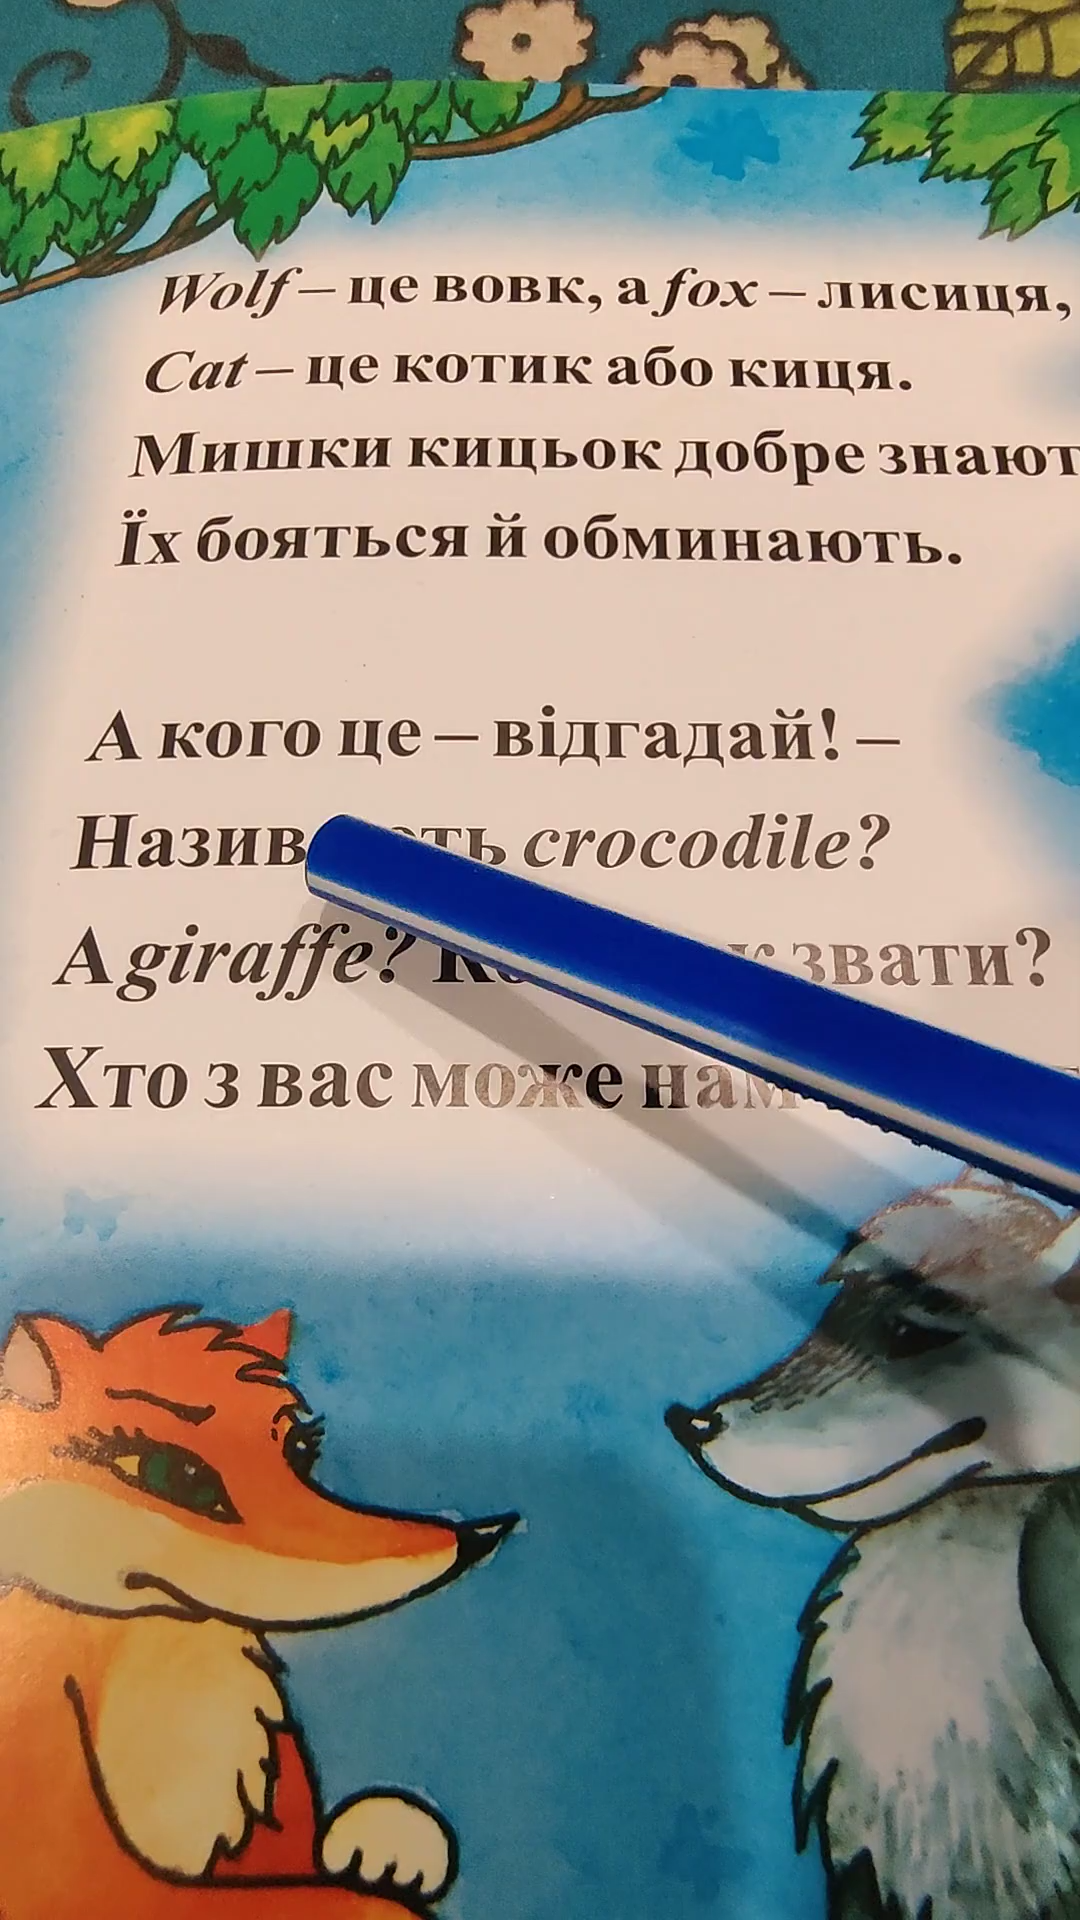 Wolf – це вовк, а fox – лисиця,
Cat – це котик або киця.
Мишки кицьок добре знают
Їх бояться й обминають.
А кого це – відгадай! –
crocodile?
А giraffe? звати?
Хто з вас може